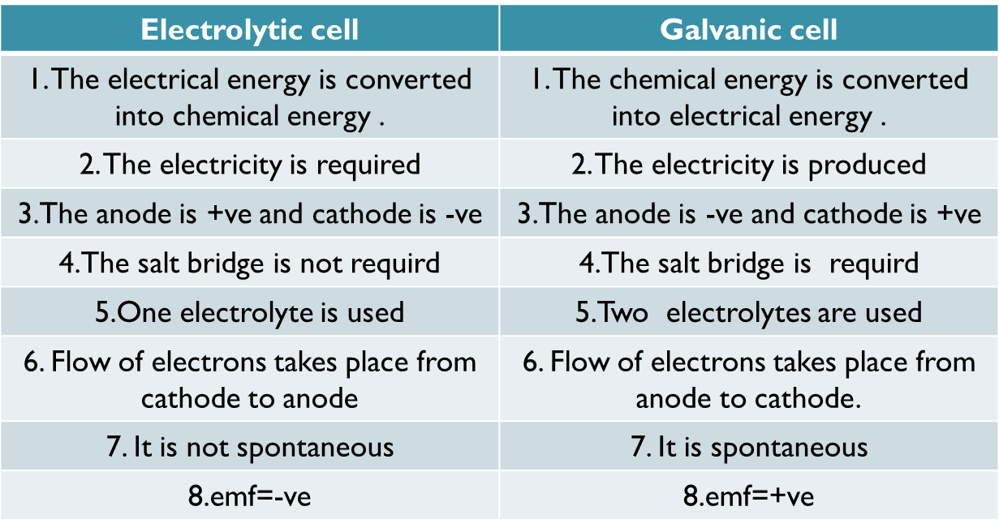 Electrolytic cell
Galvanic cell
1. The electrical energy is converted
into chemical energy .
1. The chemical energy is converted
into electrical energy .
2. The electricity is required
2. The electricity is produced
3.The anode is +ve and cathode is -ve
3.The anode is -ve and cathode is +ve
4.The salt bridge is not requird
4.The salt bridge is  requird
5.One electrolyte is used
5.Two  electrolytes are used
6. Flow of electrons takes place from
cathode to anode
6. Flow of electrons takes place from
anode to cathode.
7. It is not spontaneous
7. It is spontaneous
8.emf=-ve
8.emf=+ve